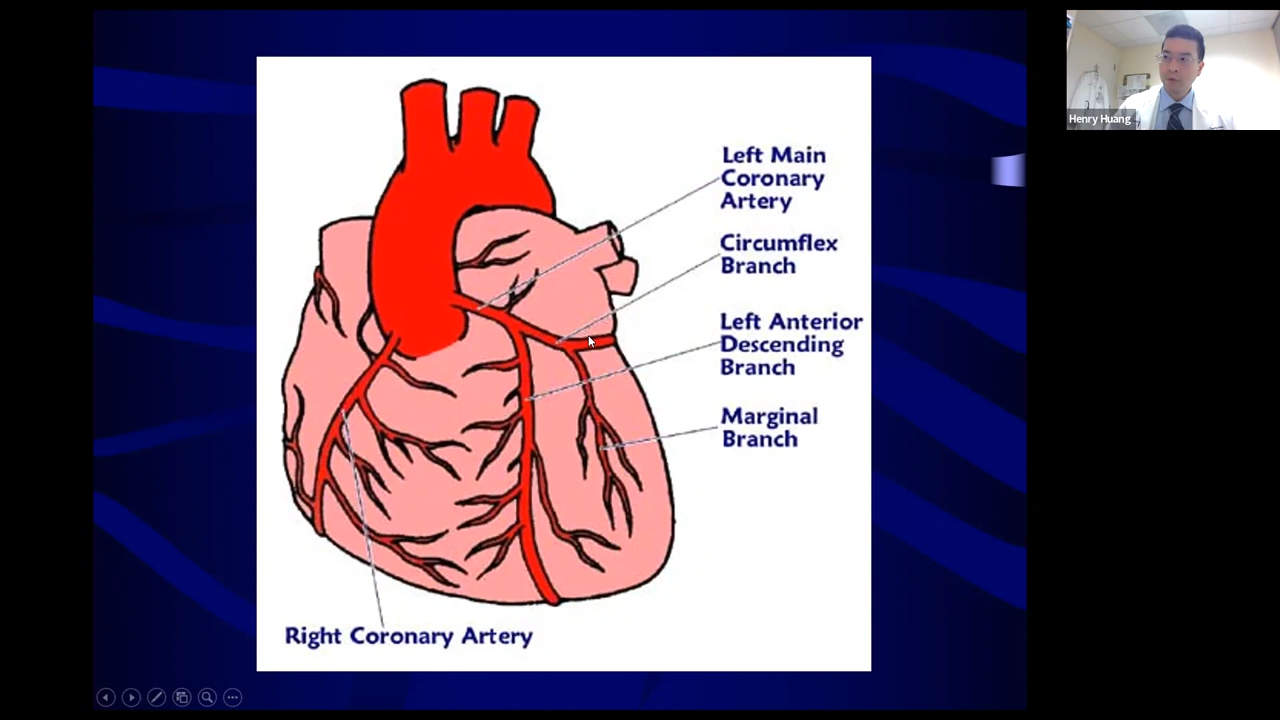 Left Main
Coronary
Artery
Circumflex
Branch
Left Anterior
Descending
Branch
Marginal
Branch
Right Coronary Artery
Henry Huang